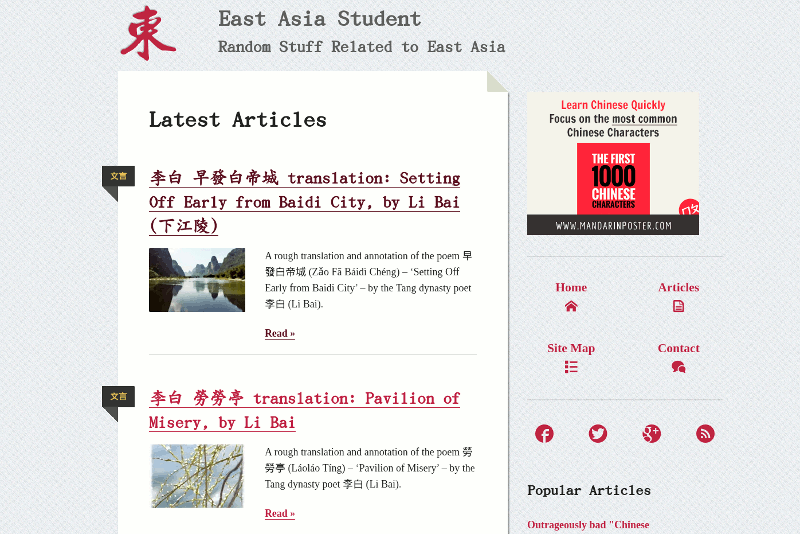 東
East Asia Student
Random Stuff Related to East Asia
Latest Articles
文言
李白 早發白帝城 translation: Setting
Off Early from Baidi City, by Li Bai
(下江陵)
A rough translation and annotation of the poem 早
發白帝城 (Zǎo Fā Báidì Chéng) – ‘Setting Off
Early from Baidi City’ – by the Tang dynasty poet
李白 (Li Bai).
Read »
文言
李白 勞勞亭 translation: Pavilion of
Misery, by Li Bai
A rough translation and annotation of the poem 勞
勞亭 (Láoláo Tíng) – ‘Pavilion of Misery’ – by the
Tang dynasty poet 李白 (Li Bai).
Read »
Learn Chinese Quickly
Focus on the most common
Chinese Characters
THE FIRST
1000
CHINESE
CHARACTERS
WWW.MANDARINPOSTER.COM
Home
Articles
Site Map
Contact
Popular Articles
Outrageously bad "Chinese